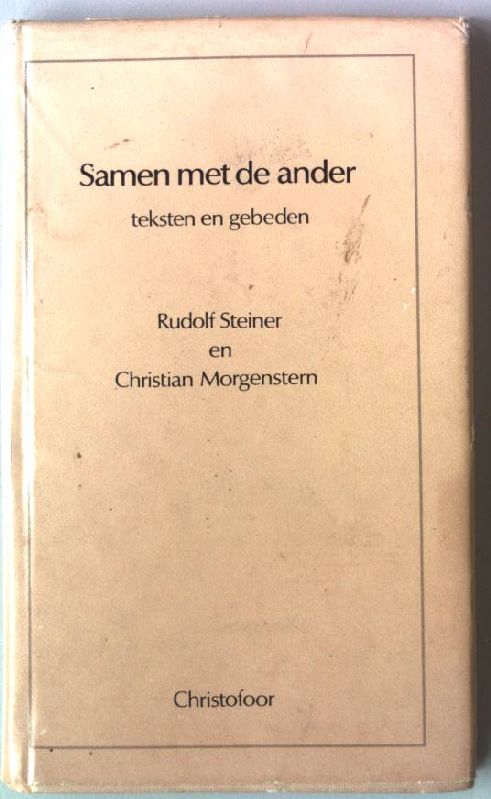 Samen met de ander
teksten en gebeden
Rudolf Steiner
en
Christian Morgenstern
Christofoor